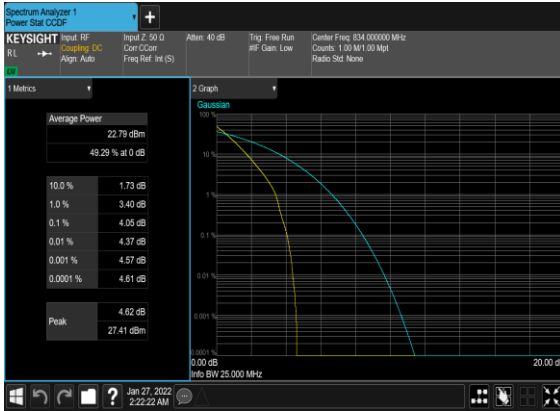 Spectrum Analyzer 1
Power Stat CCDF
KEYSIGHT
Input: RF
Input Z: 50 Ω
Atten: 40 dB
Trig: Free Run
Center Freq: 834.000000 MHz
RL
Coupling: DC
Corr CCorr
#IF Gain: Low
Counts: 1.00 M/1.00 Mpt
Align: Auto
Freq Ref: Int (S)
Radio Std: None
1 Metrics
2 Graph
Gaussian
Average Power
22.79 dBm
49.29 % at 0 dB
10.0 % 1.73 dB
1.0 % 3.40 dB
0.1 % 4.05 dB
0.01 % 4.37 dB
0.001 % 4.57 dB
0.0001 % 4.61 dB
Peak
4.62 dB
27.41 dBm
100 %
10 %
1 %
0.1 %
0.01 %
0.001 %
0.0001 %
0.00 dB
20.00 d
Info BW 25.000 MHz
?
Jan 27, 2022
2:22:22 AM